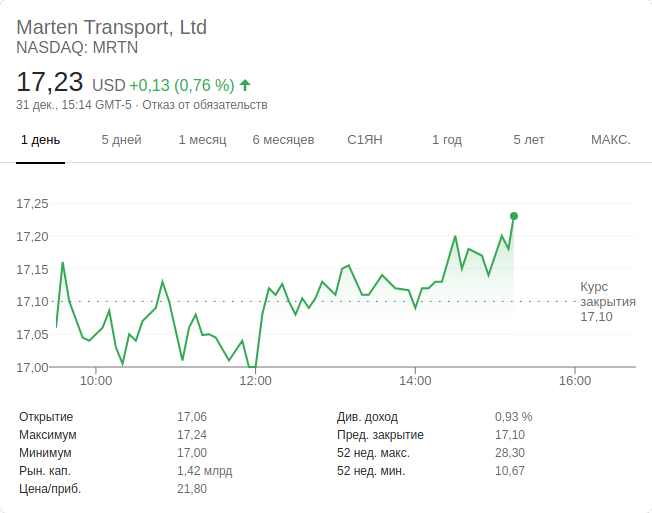 Marten Transport, Ltd
NASDAQ: MRTN
17,23 USD +0,13 (0,76 %)
31 дек., 15:14 GMT-5 · Отказ от обязательств
1 день 5 дней 1 месяц 6 месяцев С1ЯН 1 год 5 лет МАКС.
17,25
17,20
17,15
17,10
17,05
17,00
Курс
закрытия
17,10
10:00 12:00 14:00 16:00
Открытие 17,06 Див. доход 0,93 %
Максимум 17,24 Пред. закрытие 17,10
Минимум 17,00 52 нед. макс. 28,30
Рын. кап. 1,42 млрд 52 нед. мин. 10,67
Цена/приб. 21,80